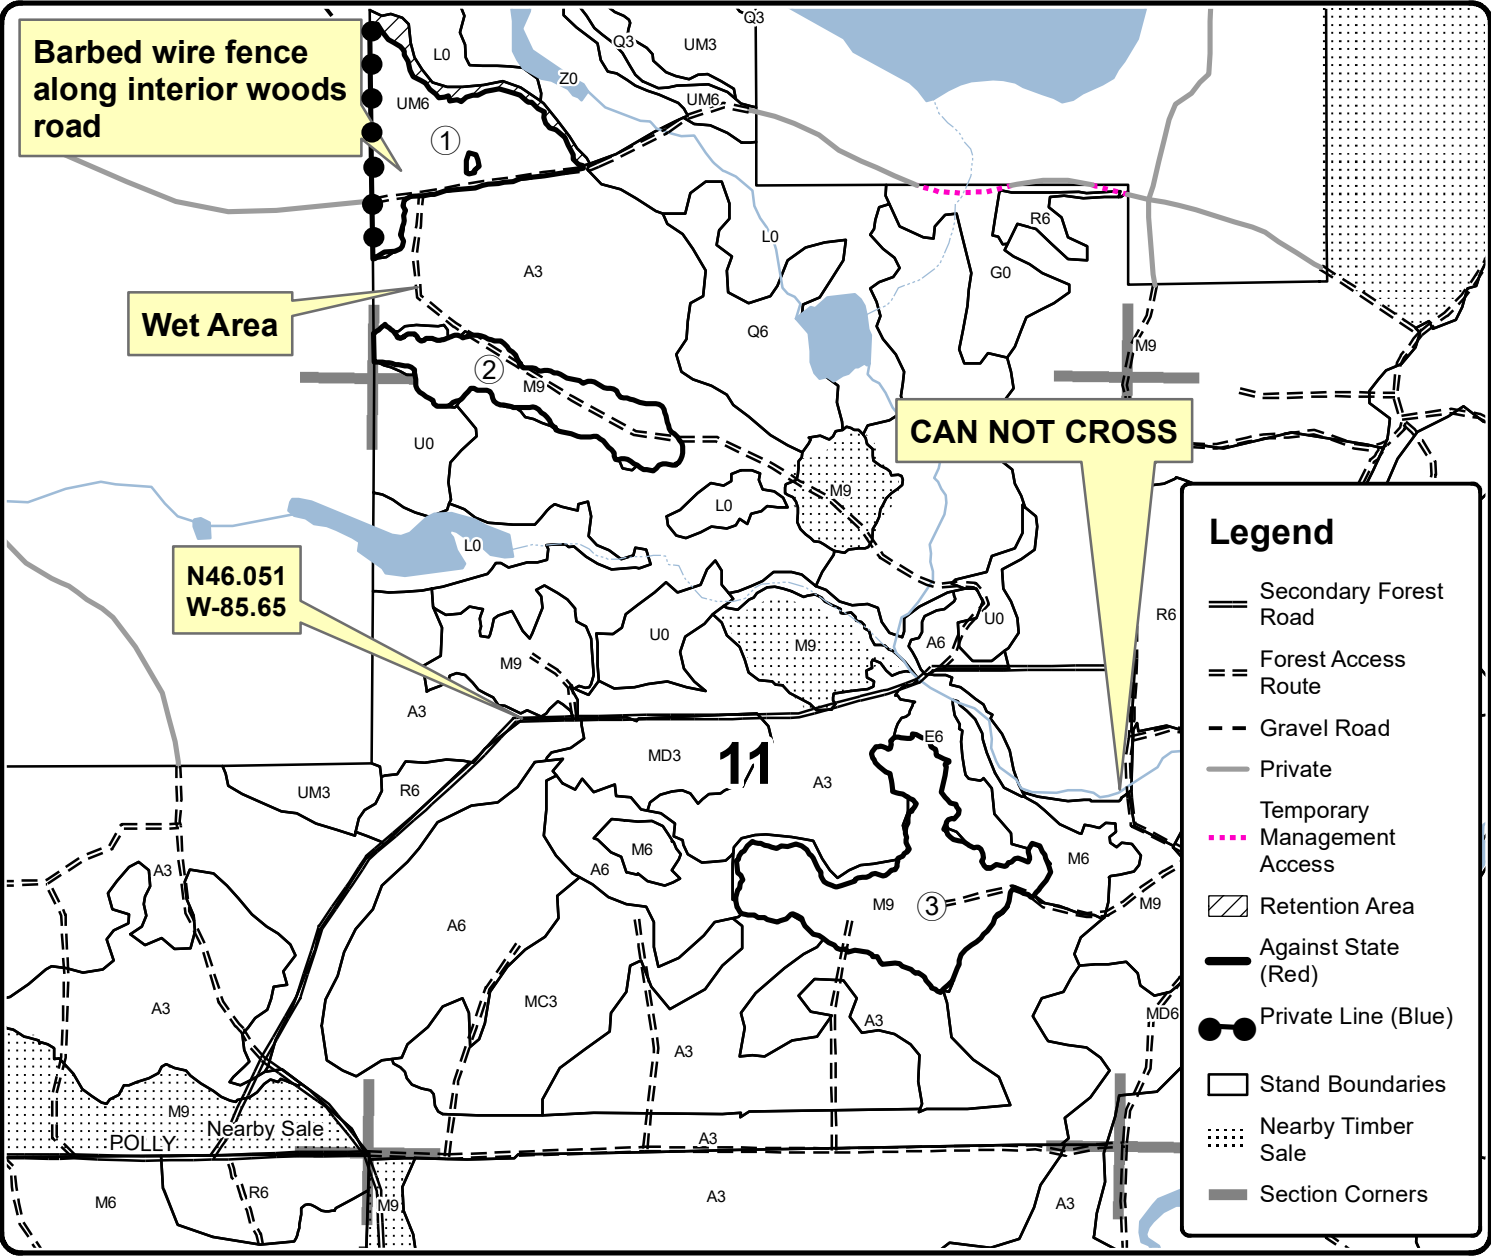 Barbed wire fence
along interior woods
road
Q3
Q3
UM3
L0
Z0
UM6
UM6
1
L0
R6
A3
G0
Wet Area
Q6
M9
2
M9
U0
CAN NOT CROSS
M9
L0
L0
N46.051
W-85.65
U0
U0
A6
M9
M9
R6
A3
E6
MD3
11
A3
UM3
R6
M6
A6
M6
A3
M9
3
M9
A6
MC3
A3
A3
MD6
A3
M9
Nearby Sale
POLLY
A3
M6
R6
M9
A3
A3
Legend
Secondary Forest
Road
Forest Access
Route
Gravel Road
Private
Temporary
Management
Access
Retention Area
Against State
(Red)
Private Line (Blue)
Stand Boundaries
Nearby Timber
Sale
Section Corners